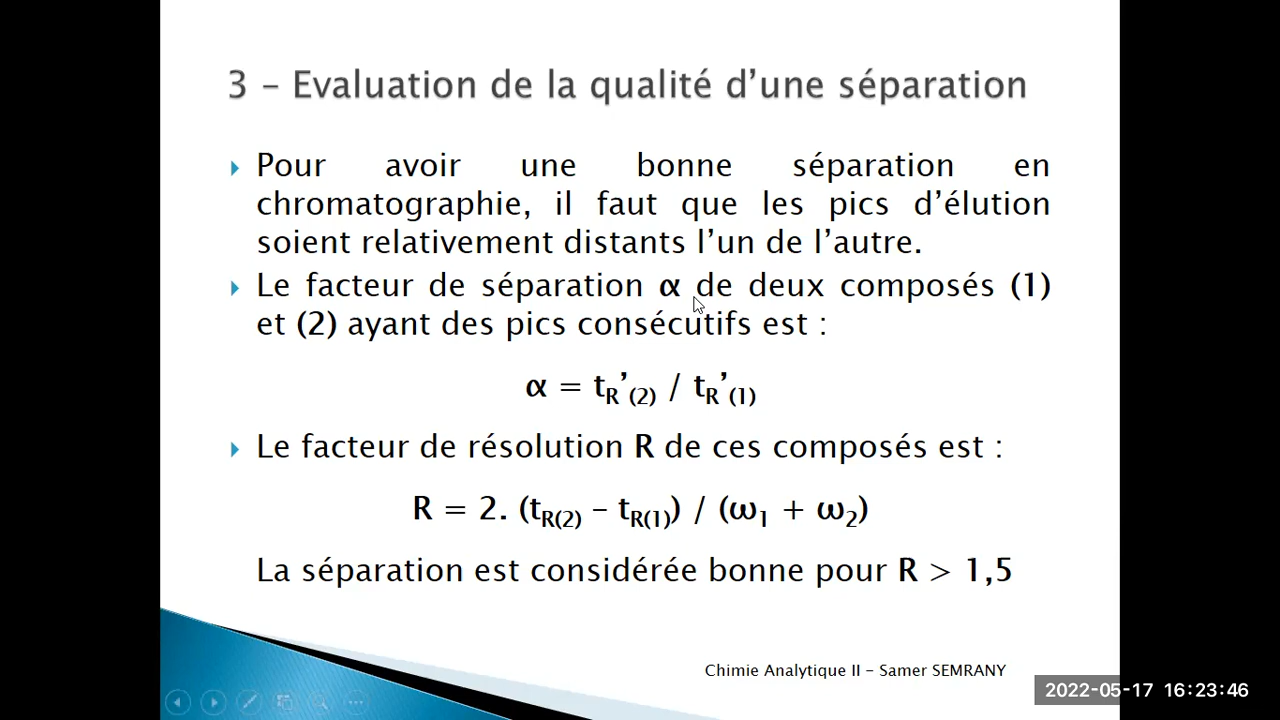 3 – Evaluation de la qualité d’une séparation
Pour avoir une bonne séparation en
chromatographie, il faut que les pics d’élution
soient relativement distants l’un de l’autre.
Le facteur de séparation α de deux composés (1)
et (2) ayant des pics consécutifs est :
α = tR’(2) / tR’(1)
Le facteur de résolution R de ces composés est :
R = 2. (tR(2) – tR(1)) / (ω1 + ω2)
La séparation est considérée bonne pour R > 1,5
Chimie Analytique II – Samer SEMRANY
2022-05-17 16:23:46